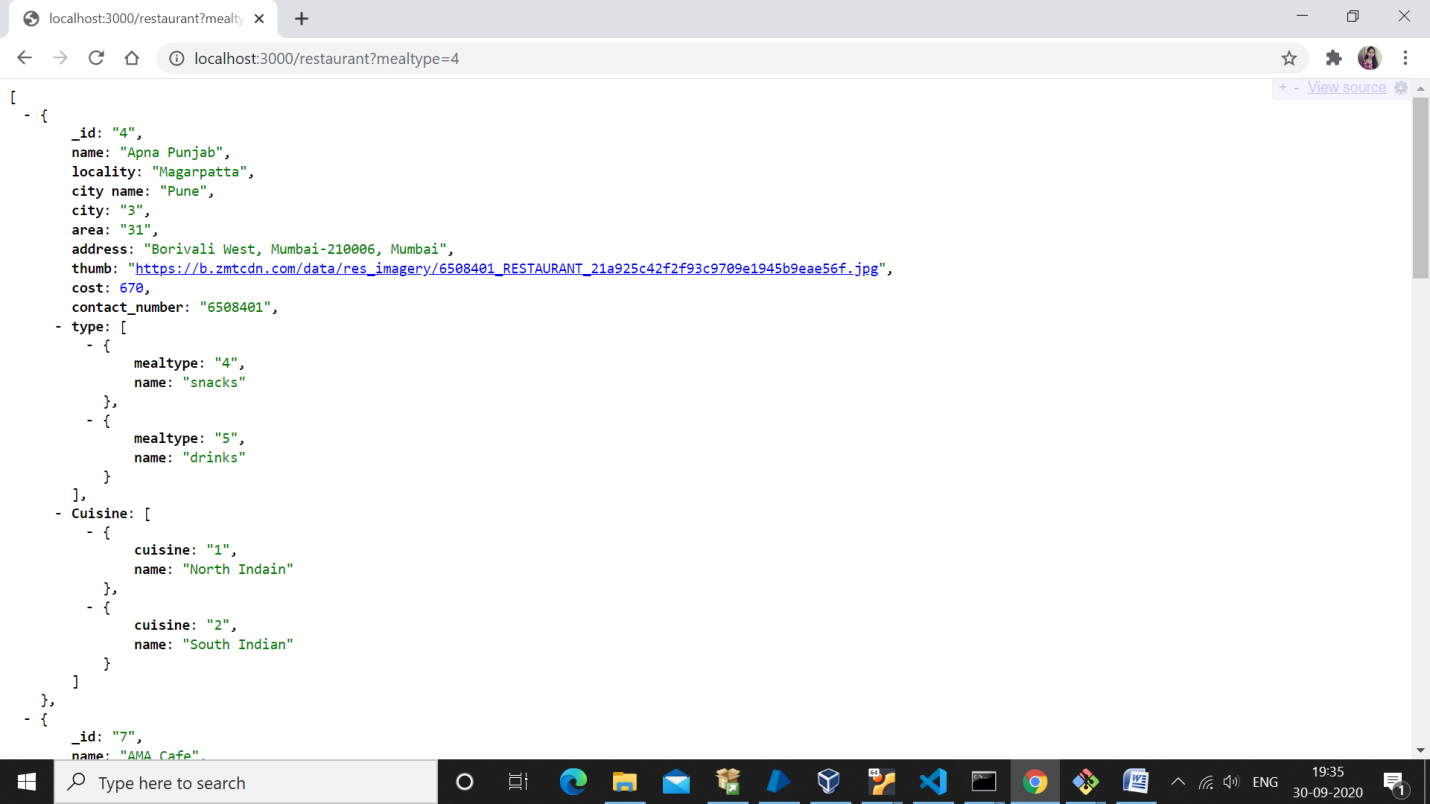 localhost:3000/restaurant?mealty
localhost:3000/restaurant?mealtype=4
+ - View source
[
- {
_id: "4",
name: "Apna Punjab",
locality: "Magarpatta",
city name: "Pune",
city: "3",
area: "31",
address: "Borivali West, Mumbai-210006, Mumbai",
thumb: "https://b.zmtcdn.com/data/res_imagery/6508401_RESTAURANT_21a925c42f2f93c9709e1945b9eae56f.jpg",
cost: 670,
contact_number: "6508401",
- type: [
- {
mealtype: "4",
name: "snacks"
},
- {
mealtype: "5",
name: "drinks"
}
],
- Cuisine: [
- {
cuisine: "1",
name: "North Indain"
},
- {
cuisine: "2",
name: "South Indian"
}
]
},
- {
_id: "7",
name: "AMA Cafe",
Type here to search
64
ENG
19:35
30-09-2020
1